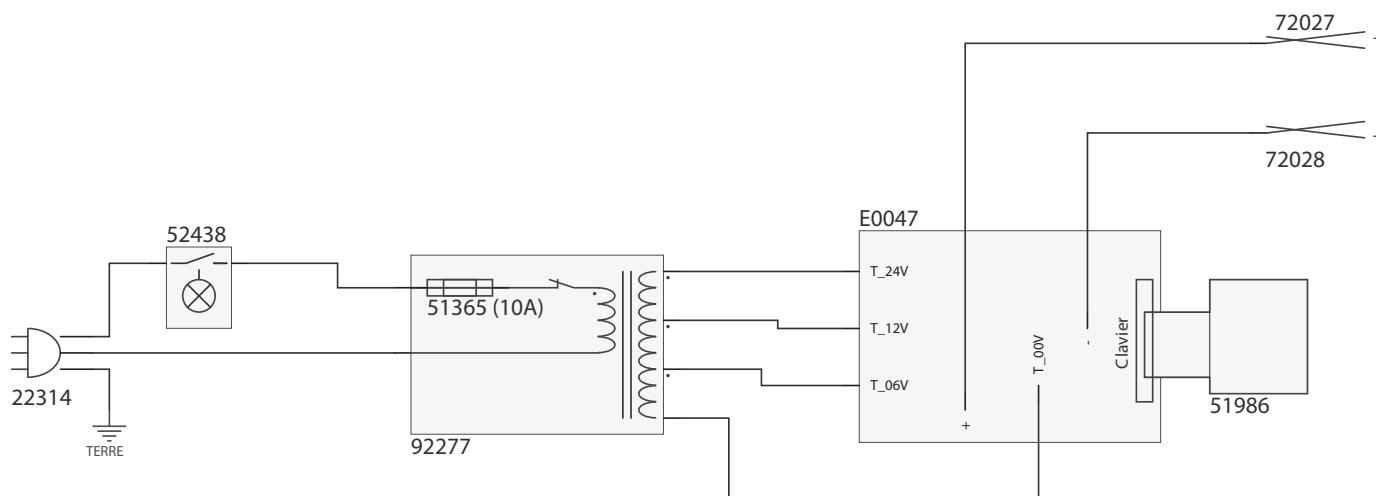 72027
72028
E0047
52438
T_24V
51365 (10A)
T_12V
T_00V
-
Clavier
22314
T_06V
51986
+
92277
TERRE